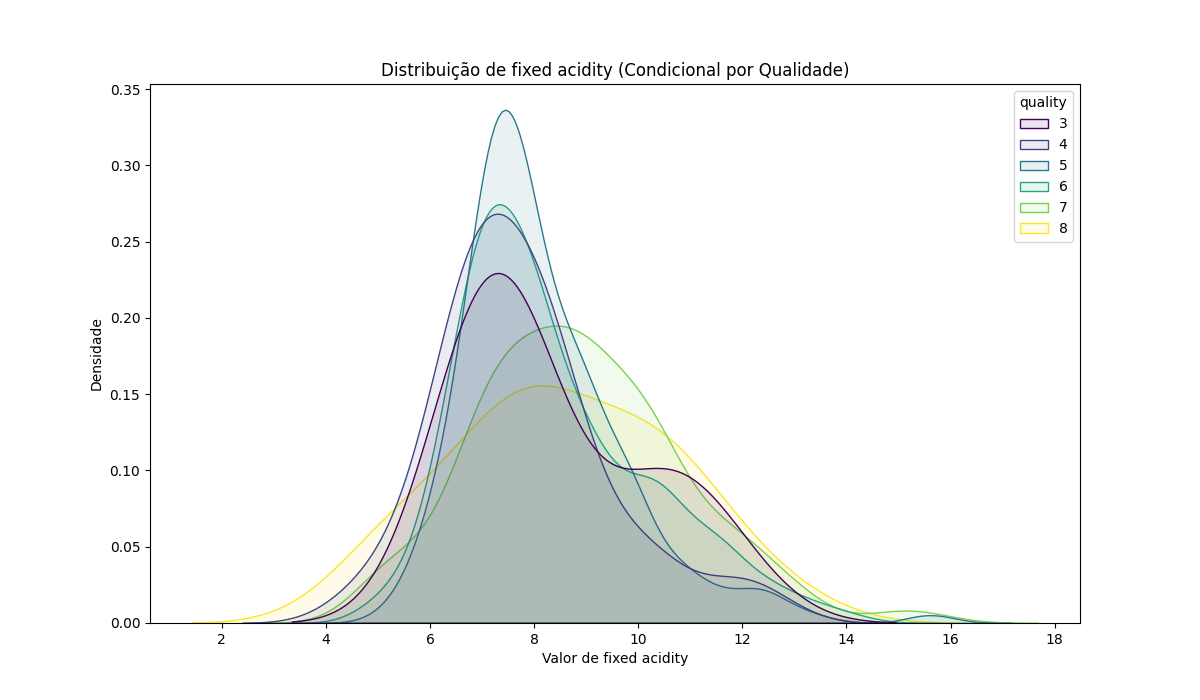 Distribuição de fixed acidity (Condicional por Qualidade)
0.35
0.30
0.25
0.20
0.15
0.10
0.05
0.00
Densidade
quality
3
4
5
6
7
8
2 4 6 8 10 12 14 16 18
Valor de fixed acidity